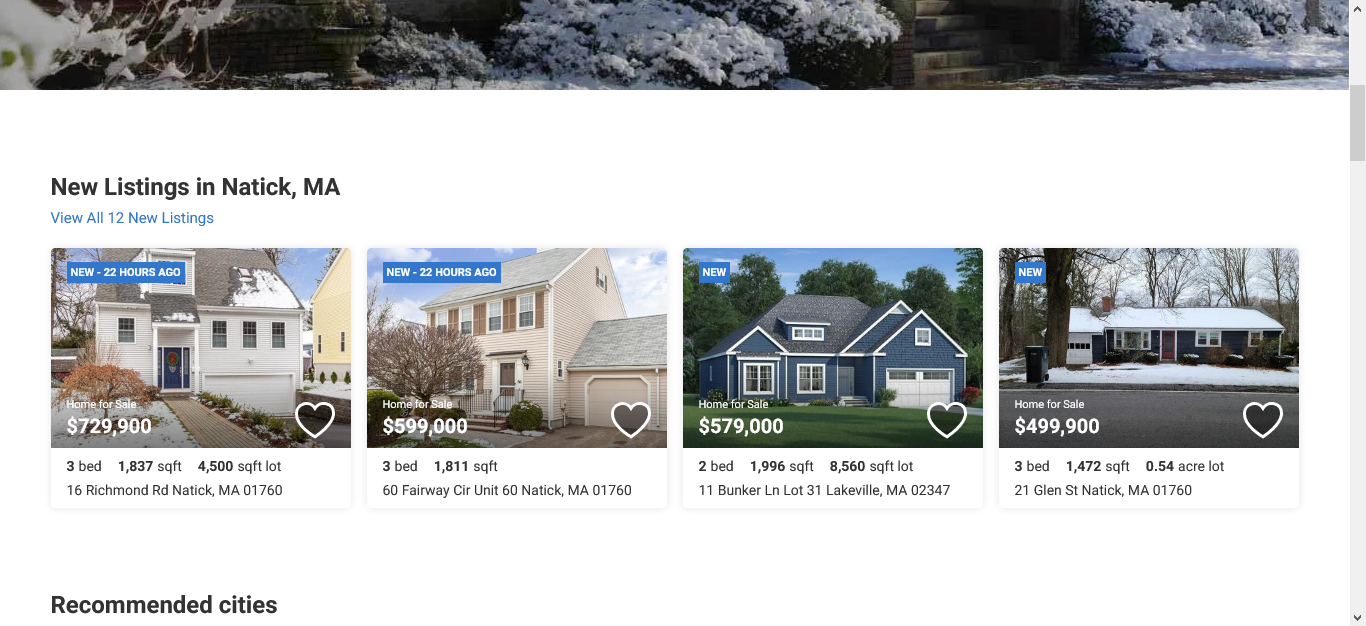 New Listings in Natick, MA
View All 12 New Listings
NEW - 22 HOURS AGO
Home for Sale
$729,900
3 bed 1,837 sqft 4,500 sqft lot
16 Richmond Rd Natick, MA 01760
NEW - 22 HOURS AGO
Home for Sale
$599,000
3 bed 1,811 sqft
60 Fairway Cir Unit 60 Natick, MA 01760
NEW
Home for Sale
$579,000
2 bed 1,996 sqft 8,560 sqft lot
11 Bunker Ln Lot 31 Lakeville, MA 02347
NEW
Home for Sale
$499,900
3 bed 1,472 sqft 0.54 acre lot
21 Glen St Natick, MA 01760
Recommended cities